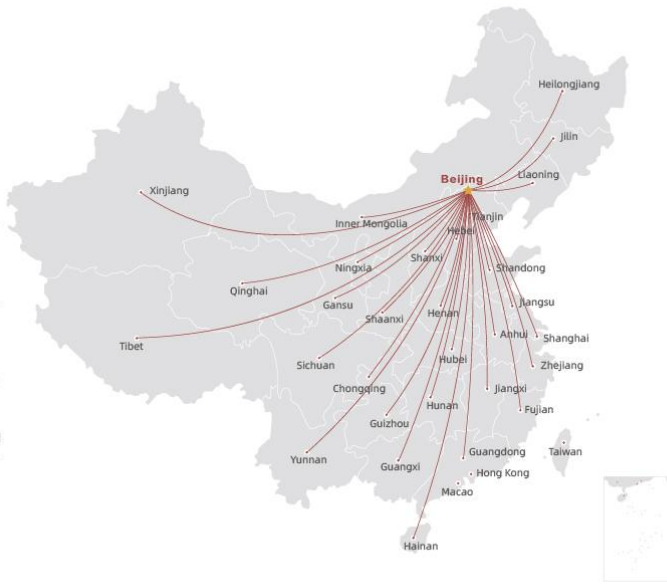 Heilongjiang
Jilin
Liaoning
Beijing
Xinjiang
Tianjin
Inner Mongolia
Hebei
Shanxi
Ningxia
Shandong
Qinghai
Gansu
Jiangsu
Henan
Shaanxi
Anhui
Shanghai
Tibet
Hubei
Sichuan
Zhejiang
Chongqing
Jiangxi
Hunan
Fujian
Guizhou
Guangdong
Taiwan
Yunnan
Guangxi
Hong Kong
Macao
Hainan